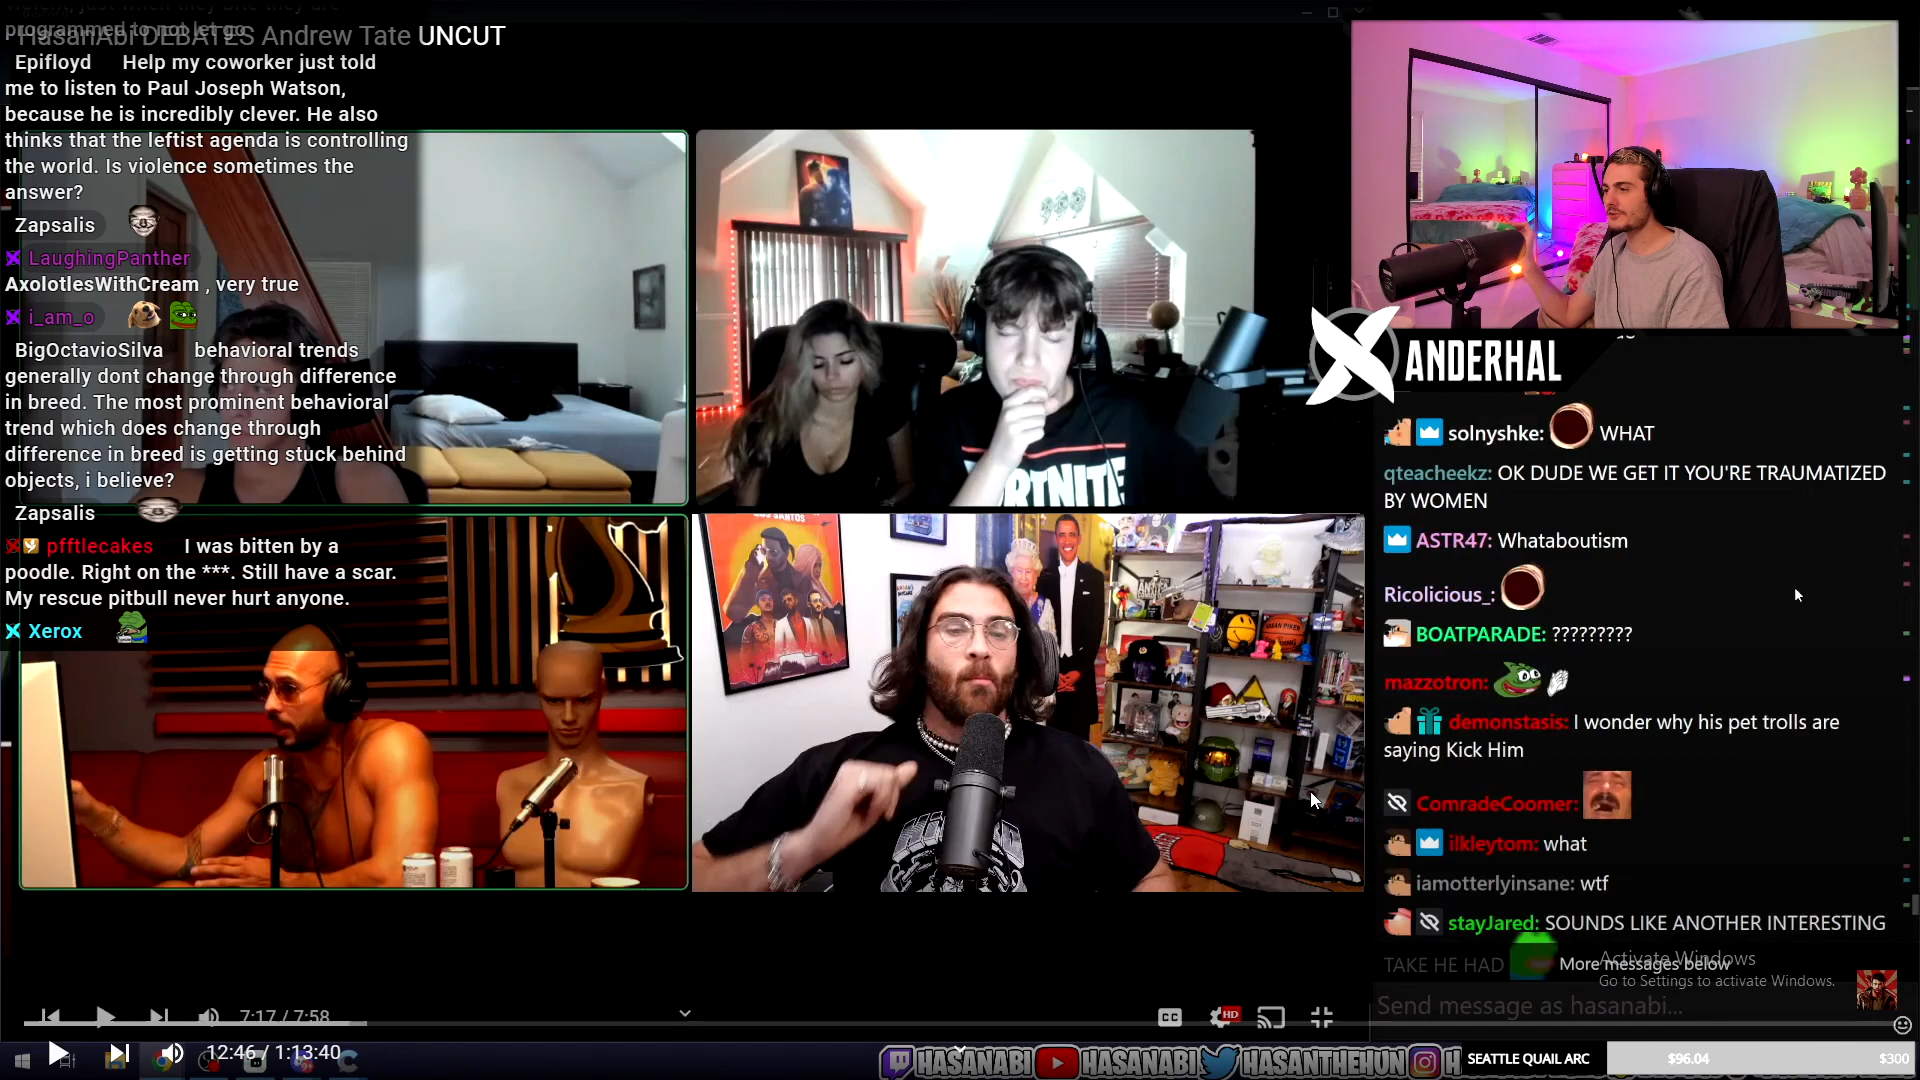 programmed to not let go
HasanAbi DEBATES Andrew Tate UNCUT
Epifloyd Help my coworker just told
me to listen to Paul Joseph Watson,
because he is incredibly clever. He also
thinks that the leftist agenda is controlling
the world. Is violence sometimes the
answer?
Zapsalis
LaughingPanther
AxolotlesWithCream , very true
i_am_o
BigOctavioSilva behavioral trends
generally dont change through difference
in breed. The most prominent behavioral
trend which does change through
difference in breed is getting stuck behind
objects, i believe?
Zapsalis
pfftlecakes I was bitten by a
poodle. Right on the ***. Still have a scar.
My rescue pitbull never hurt anyone.
Xerox
ANDERHAL
solnyshke: WHAT
qteacheekz: OK DUDE WE GET IT YOU'RE TRAUMATIZED
BY WOMEN
ASTR47: Whataboutism
Ricolicious_:
BOATPARADE: ?????????
mazzotron:
demonstasis: I wonder why his pet trolls are
saying Kick Him
ComradeCoomer:
ilkleytom: what
iamotterlyinsane: wtf
stayJared: SOUNDS LIKE ANOTHER INTERESTING
TAKE HE HAD
More messages below
Activate Windows
Go to Settings to activate Windows.
Send message as hasanabi...
7:17 / 7:58
CC
HD
12:46 / 1:13:40
HASANABI
HASANABI
HASANTHEHUN
H
SEATTLE QUAIL ARC
$96.04
$300